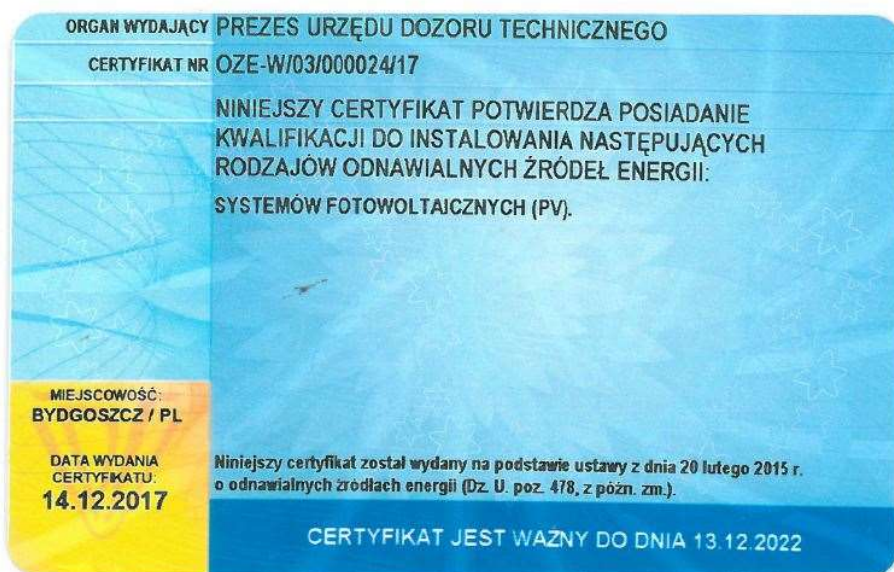 ORGAN WYDAJĄCY PREZES URZĘDU DOZORU TECHNICZNEGO
CERTYFIKAT NR OZE-W/03/000024/17
NINIEJSZY CERTYFIKAT POTWIERDZA POSIADANIE
KWALIFIKACJI DO INSTALOWANIA NASTĘPUJĄCYCH
RODZAJÓW ODNAWIALNYCH ŹRÓDEŁ ENERGII:
SYSTEMÓW FOTOWOLTAICZNYCH (PV).
MIEJSCOWOŚĆ:
BYDGOSZCZ / PL
DATA WYDANIA
CERTYFIKATU:
14.12.2017
Niniejszy certyfikat został wydany na podstawie ustawy z dnia 20 lutego 2015 r.
o odnawialnych źródłach energii (Dz. U. poz. 478, z późn. zm.).
CERTYFIKAT JEST WAŻNY DO DNIA 13.12.2022